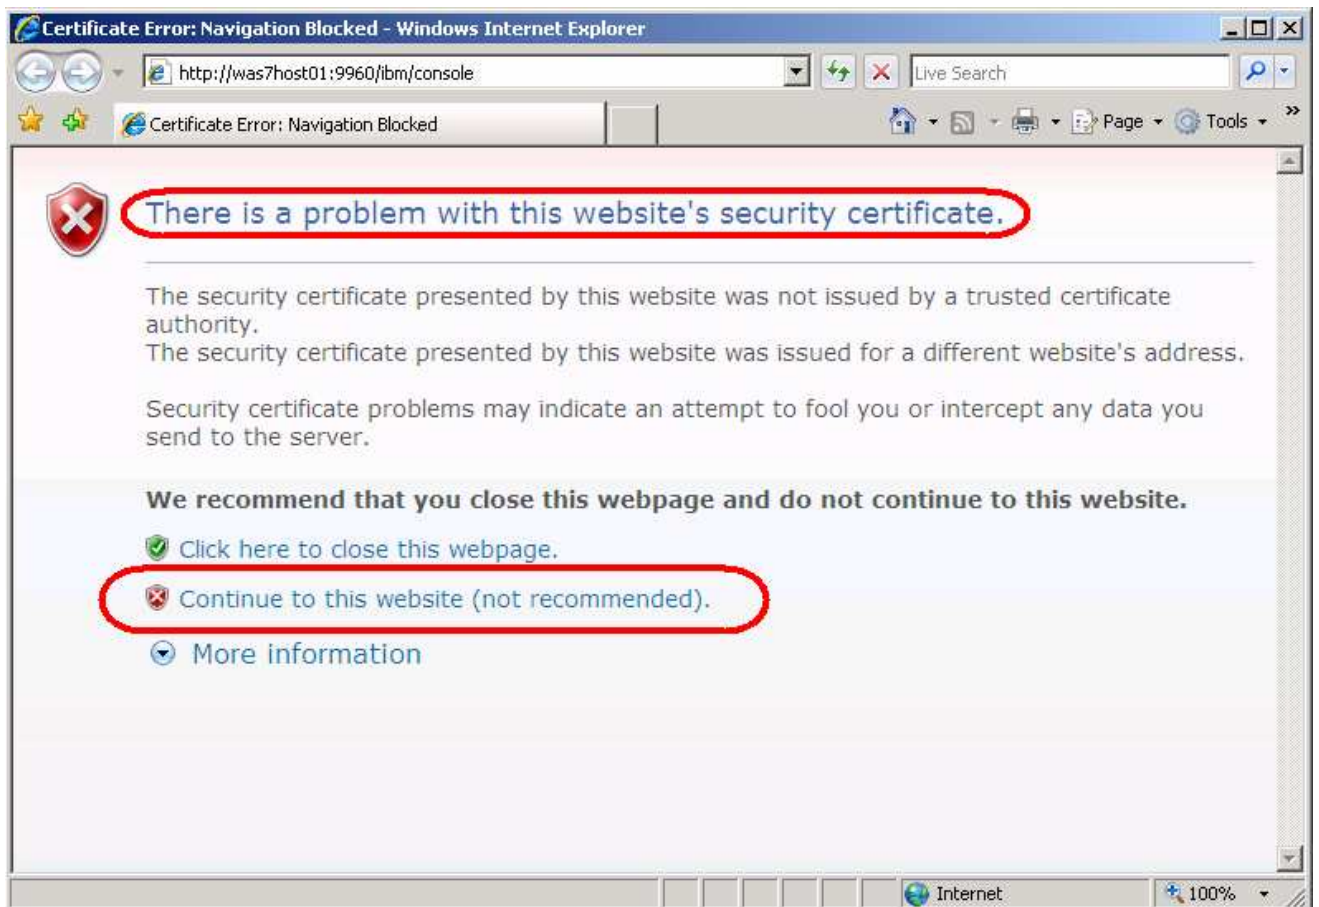 Certificate Error: Navigation Blocked - Windows Internet Explorer
http://was7host01:9960/ibm/console
Live Search
Certificate Error: Navigation Blocked
Page
Tools
There is a problem with this website's security certificate.
The security certificate presented by this website was not issued by a trusted certificate
authority.
The security certificate presented by this website was issued for a different website's address.
Security certificate problems may indicate an attempt to fool you or intercept any data you
send to the server.
We recommend that you close this webpage and do not continue to this website.
Click here to close this webpage.
Continue to this website (not recommended).
More information
Internet
100%